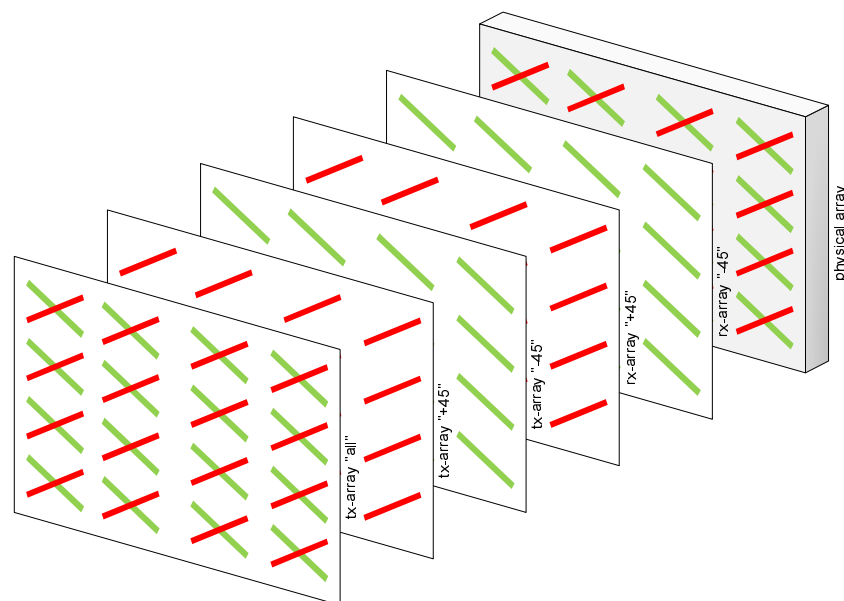 tx-array "all"
tx-array "+45"
tx-array "-45"
rx-array "+45"
rx-array "-45"
physical array